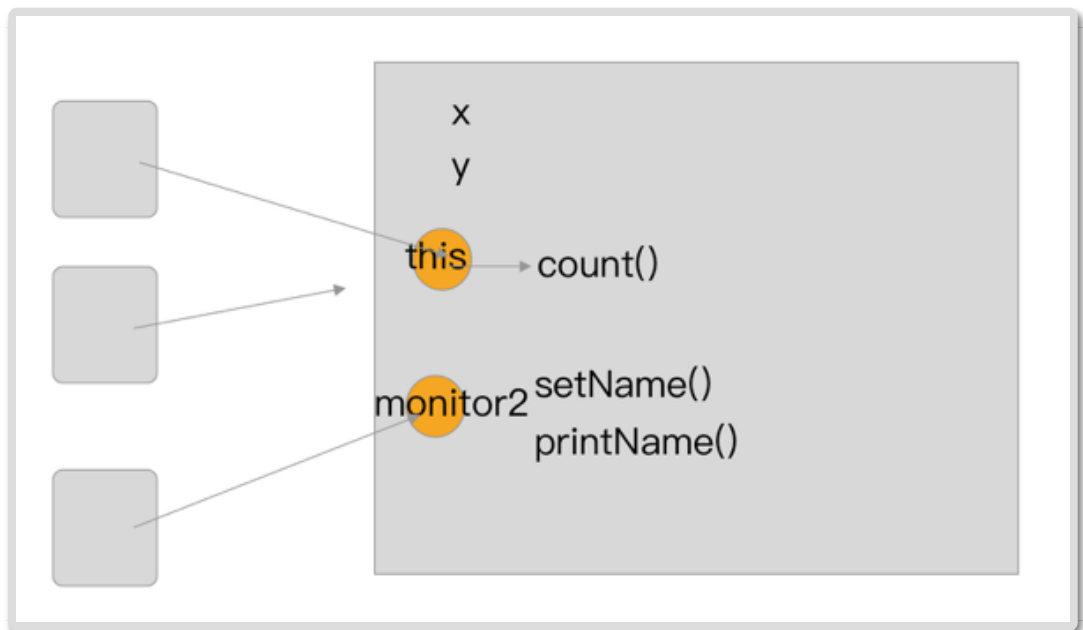 x
y
this
count()
monitor2
setName()
printName()